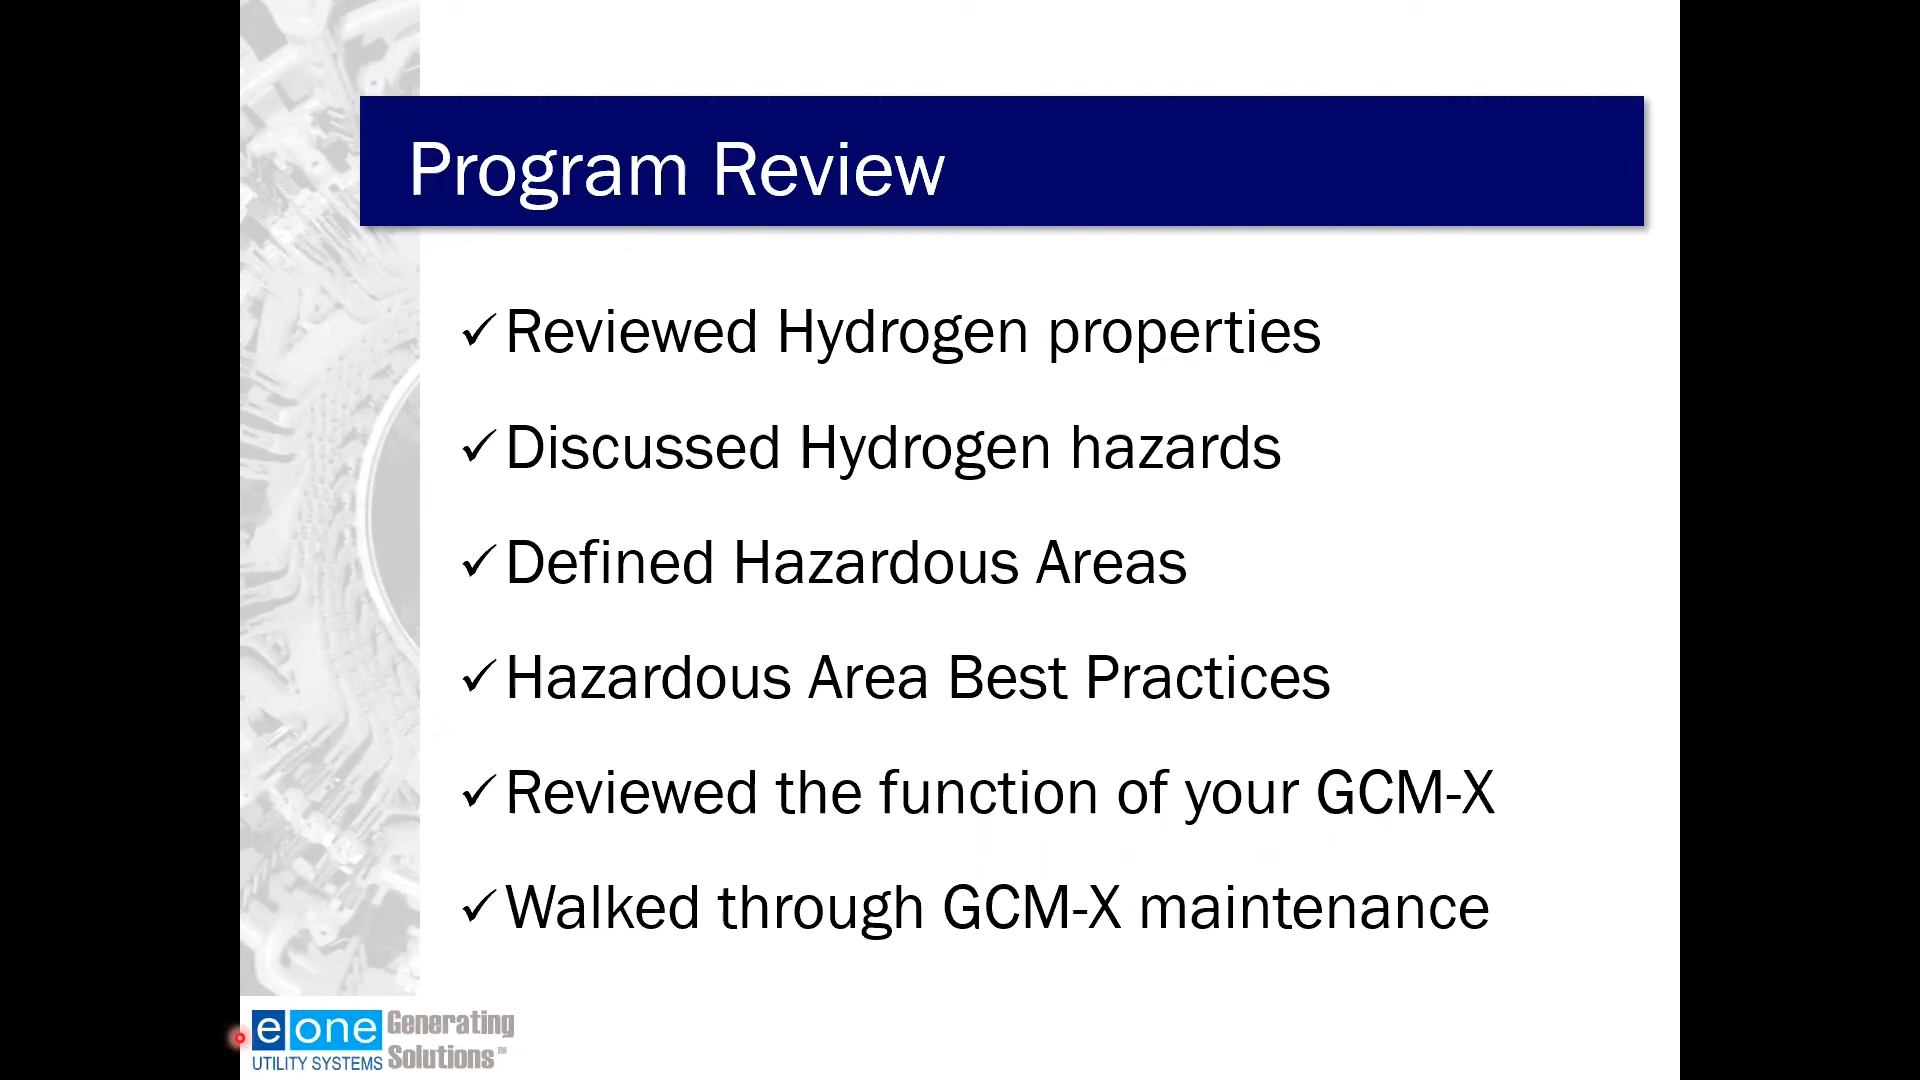 Program Review
✓Reviewed Hydrogen properties
✓Discussed Hydrogen hazards
✓Defined Hazardous Areas
✓Hazardous Area Best Practices
✓Reviewed the function of your GCM-X
✓Walked through GCM-X maintenance
e one Generating
UTILITY SYSTEMS Solutions™